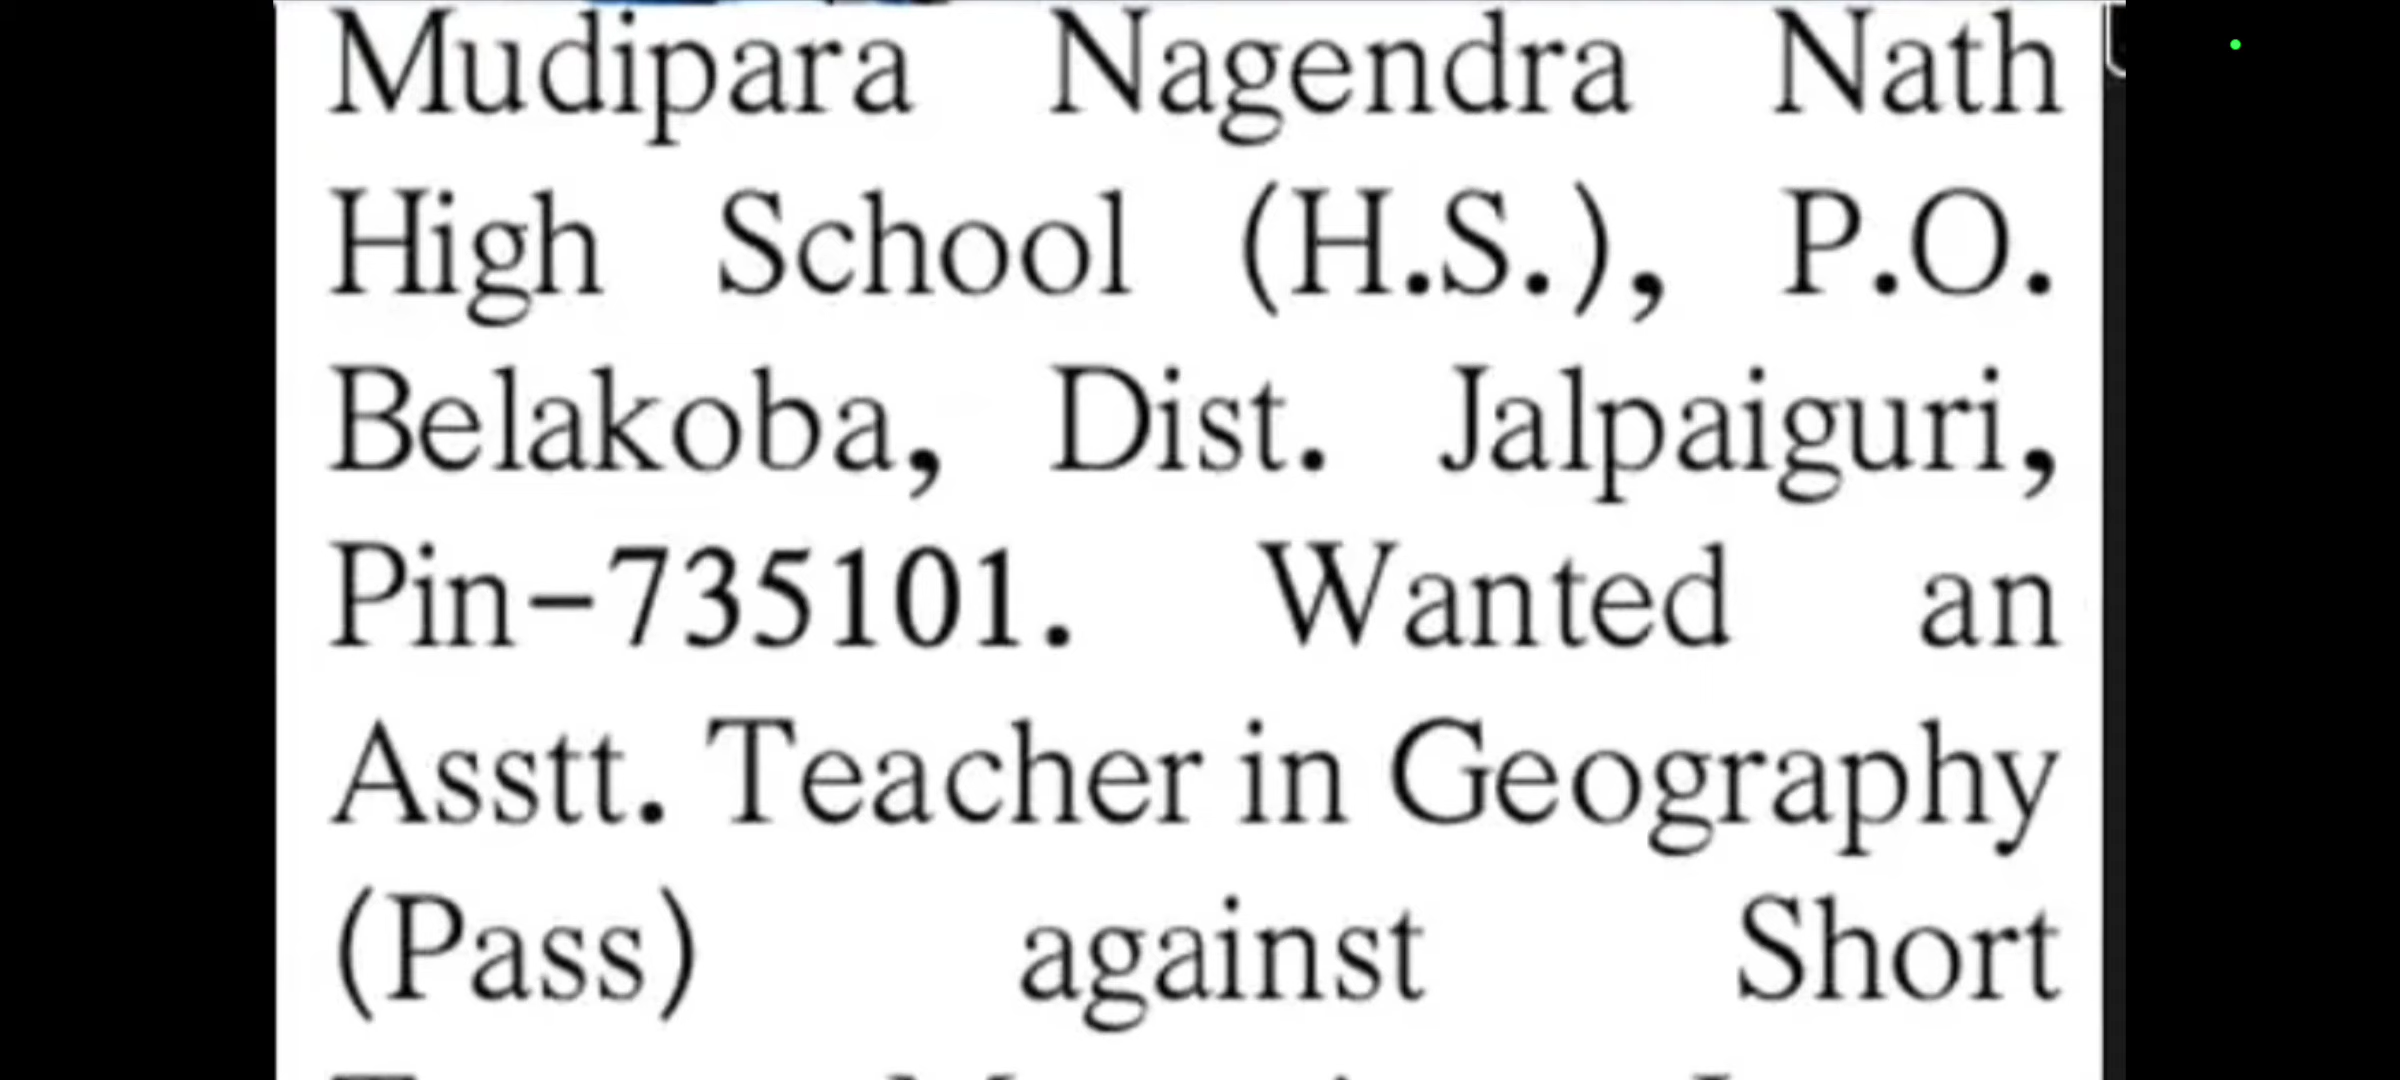 Mudipara Nagendra Nath
High School (H.S.), P.O.
Belakoba, Dist. Jalpaiguri,
Pin-735101. Wanted an
Asstt. Teacher in Geography
(Pass) against Short